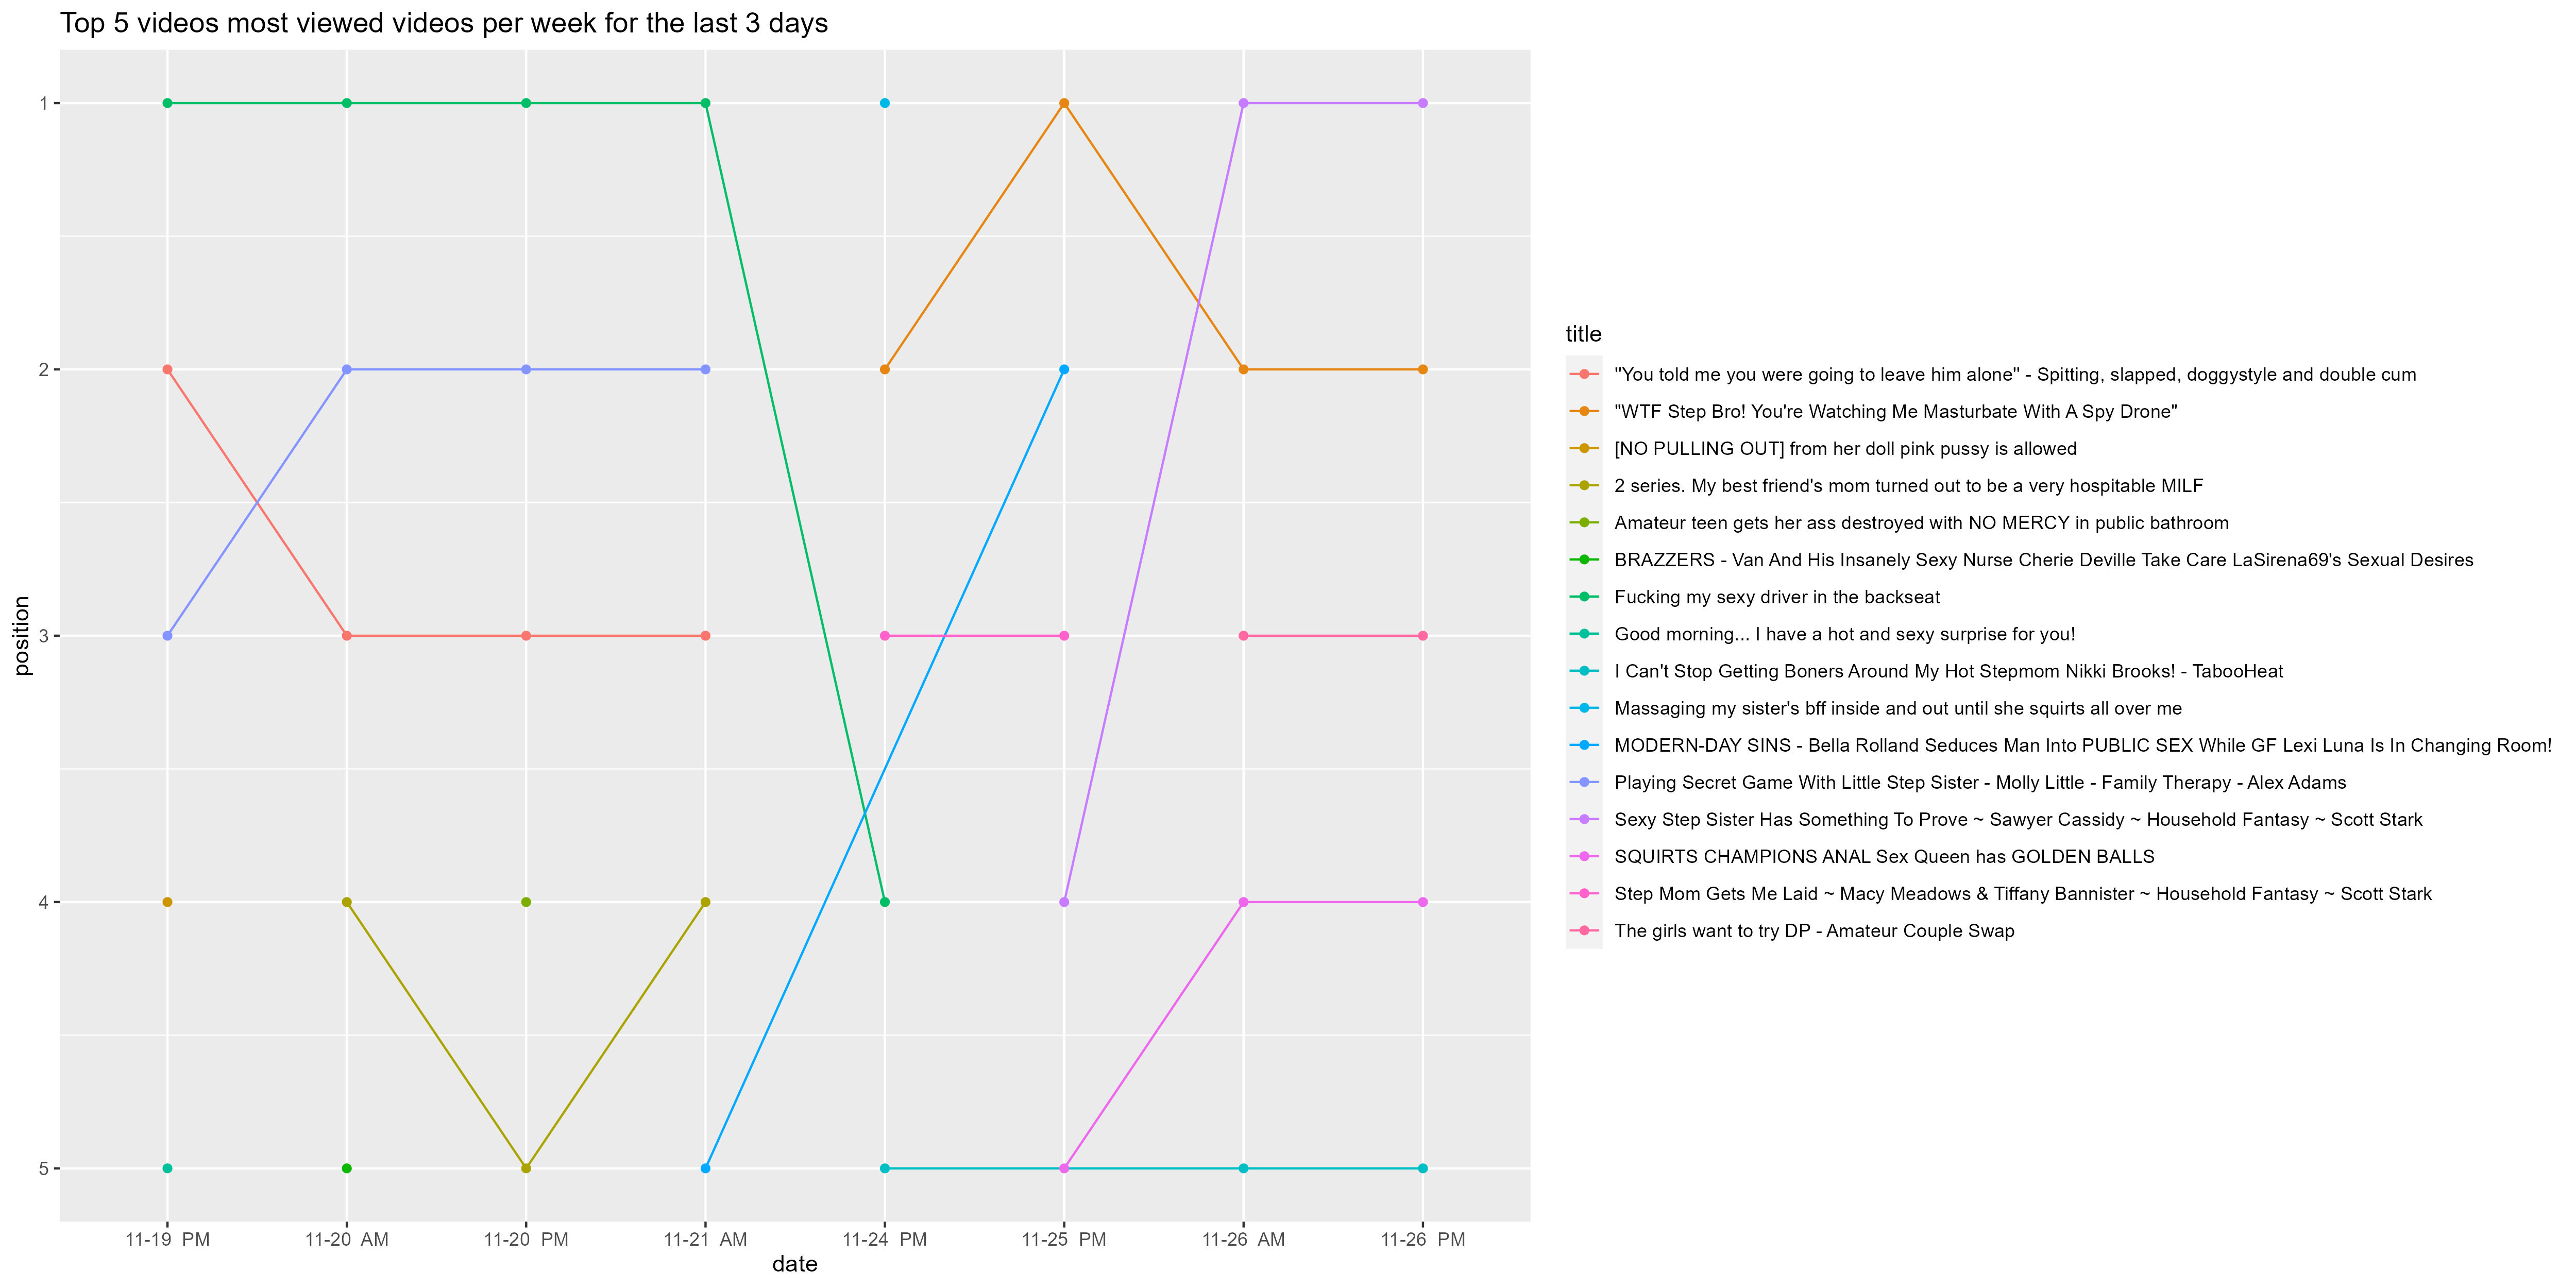 Top 5 videos most viewed videos per week for the last 3 days
position
1
2
3
4
5
11-19 PM
11-20 AM
11-20 PM
11-21 AM
11-24 PM
11-25 PM
11-26 AM
11-26 PM
date
title
"You told me you were going to leave him alone" - Spitting, slapped, doggystyle and double cum
"WTF Step Bro! You're Watching Me Masturbate With A Spy Drone"
[NO PULLING OUT] from her doll pink pussy is allowed
2 series. My best friend's mom turned out to be a very hospitable MILF
Amateur teen gets her ass destroyed with NO MERCY in public bathroom
BRAZZERS - Van And His Insanely Sexy Nurse Cherie Deville Take Care LaSirena69's Sexual Desires
Fucking my sexy driver in the backseat
Good morning... I have a hot and sexy surprise for you!
I Can't Stop Getting Boners Around My Hot Stepmom Nikki Brooks! - TabooHeat
Massaging my sister's bff inside and out until she squirts all over me
MODERN-DAY SINS - Bella Rolland Seduces Man Into PUBLIC SEX While GF Lexi Luna Is In Changing Room!
Playing Secret Game With Little Step Sister - Molly Little - Family Therapy - Alex Adams
Sexy Step Sister Has Something To Prove ~ Sawyer Cassidy ~ Household Fantasy ~ Scott Stark
SQUIRTS CHAMPIONS ANAL Sex Queen has GOLDEN BALLS
Step Mom Gets Me Laid ~ Macy Meadows & Tiffany Bannister ~ Household Fantasy ~ Scott Stark
The girls want to try DP - Amateur Couple Swap